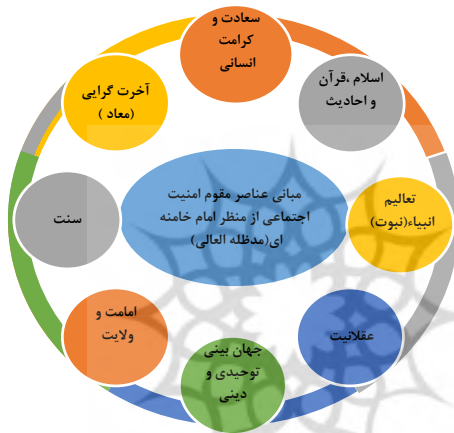 سعادت و
کرامت
انسانی
اسلام ،قرآن
و احادیث
تعالیم
انبیاء(نبوت)
عقلانیت
جهان بینی
توحیدی و
دینی
امامت و
ولایت
سنت
آخرت گرایی
(معاد )
مبانی عناصر مقوم امنیت
اجتماعی از منظر امام خامنه
ای(مدظله العالی)